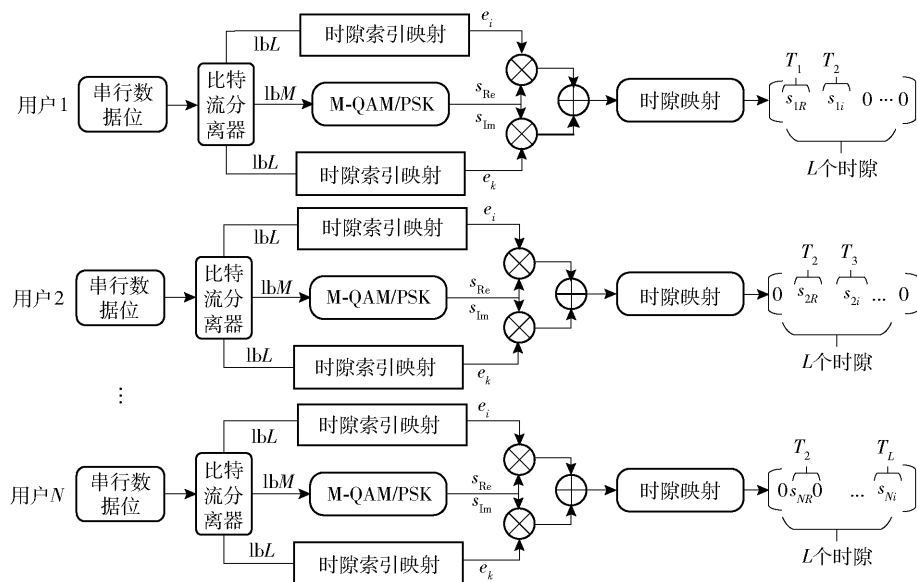 用户1
串行数
据位
比特
流分
离器
lbL
时隙索引映射
e_i
lbM
M-QAM/PSK
s_Re
s_Im
lbL
时隙索引映射
e_k
时隙映射
T_1 T_2
s_1R s_1i 0 … 0
L个时隙
用户2
串行数
据位
比特
流分
离器
lbL
时隙索引映射
e_i
lbM
M-QAM/PSK
s_Re
s_Im
lbL
时隙索引映射
e_k
时隙映射
T_2 T_3
0 s_2R s_2i … 0
L个时隙
⋮
用户N
串行数
据位
比特
流分
离器
lbL
时隙索引映射
e_i
lbM
M-QAM/PSK
s_Re
s_Im
lbL
时隙索引映射
e_k
时隙映射
T_2 T_L
0 s_NR 0 … s_Ni
L个时隙